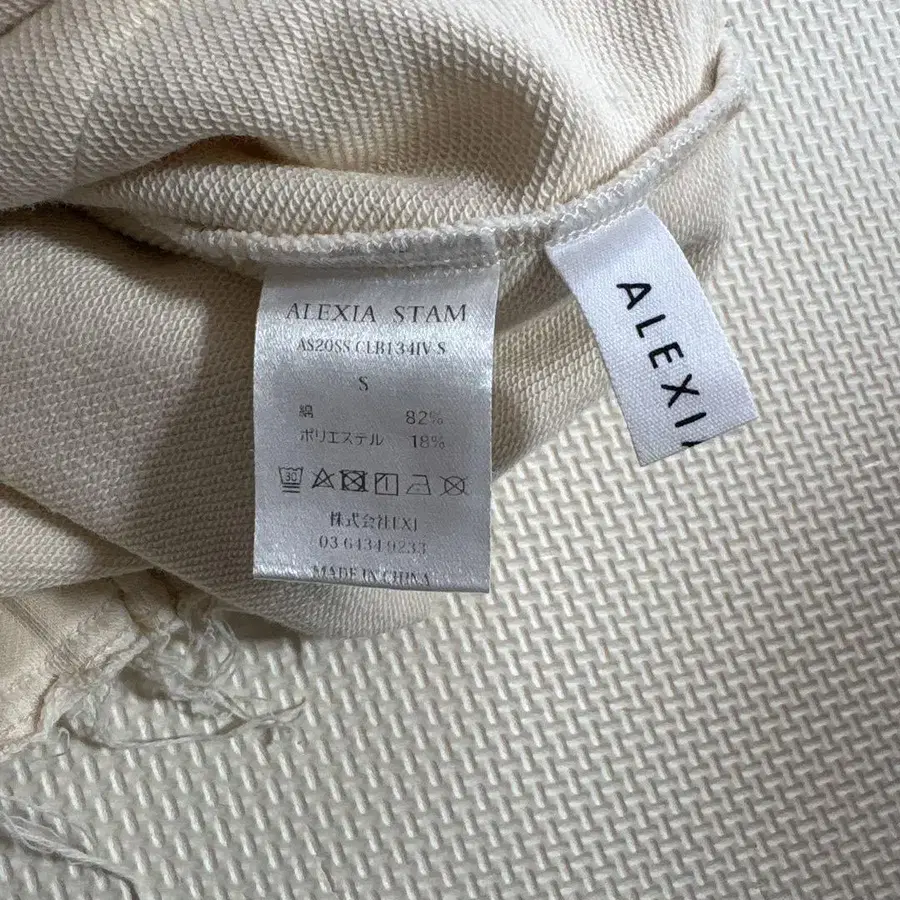 ALEXIA STAM
AS20SS CLB134IV-S
S
綿 82%
ポリエステル 18%
30
株式会社EXI
03 6434 9233
MADE IN CHINA
ALEXIA